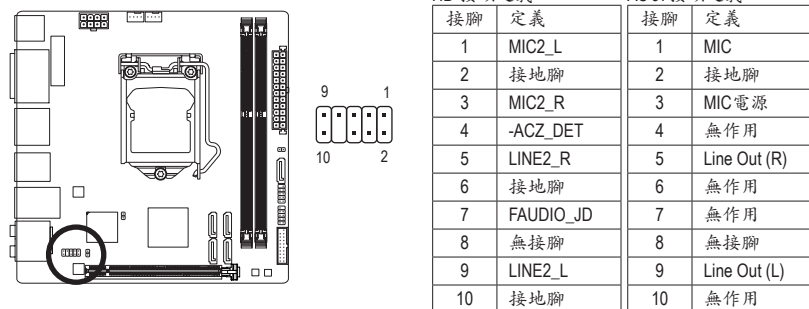 接腳 定義
1 MIC2_L
2 接地腳
3 MIC2_R
4 -ACZ_DET
5 LINE2_R
6 接地腳
7 FAUDIO_JD
8 無接腳
9 LINE2_L
10 接地腳
接腳 定義
1 MIC
2 接地腳
3 MIC電源
4 無作用
5 Line Out (R)
6 無作用
7 無作用
8 無接腳
9 Line Out (L)
10 無作用
9 1
10 2